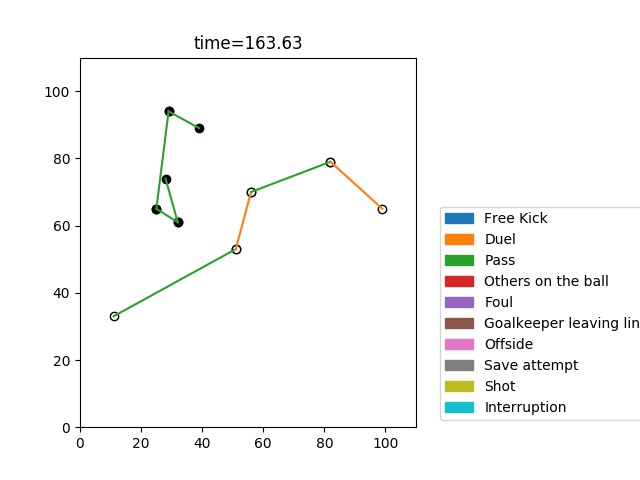 time=163.63
100
80
60
40
20
0
0 20 40 60 80 100
Free Kick
Duel
Pass
Others on the ball
Foul
Goalkeeper leaving lin
Offside
Save attempt
Shot
Interruption